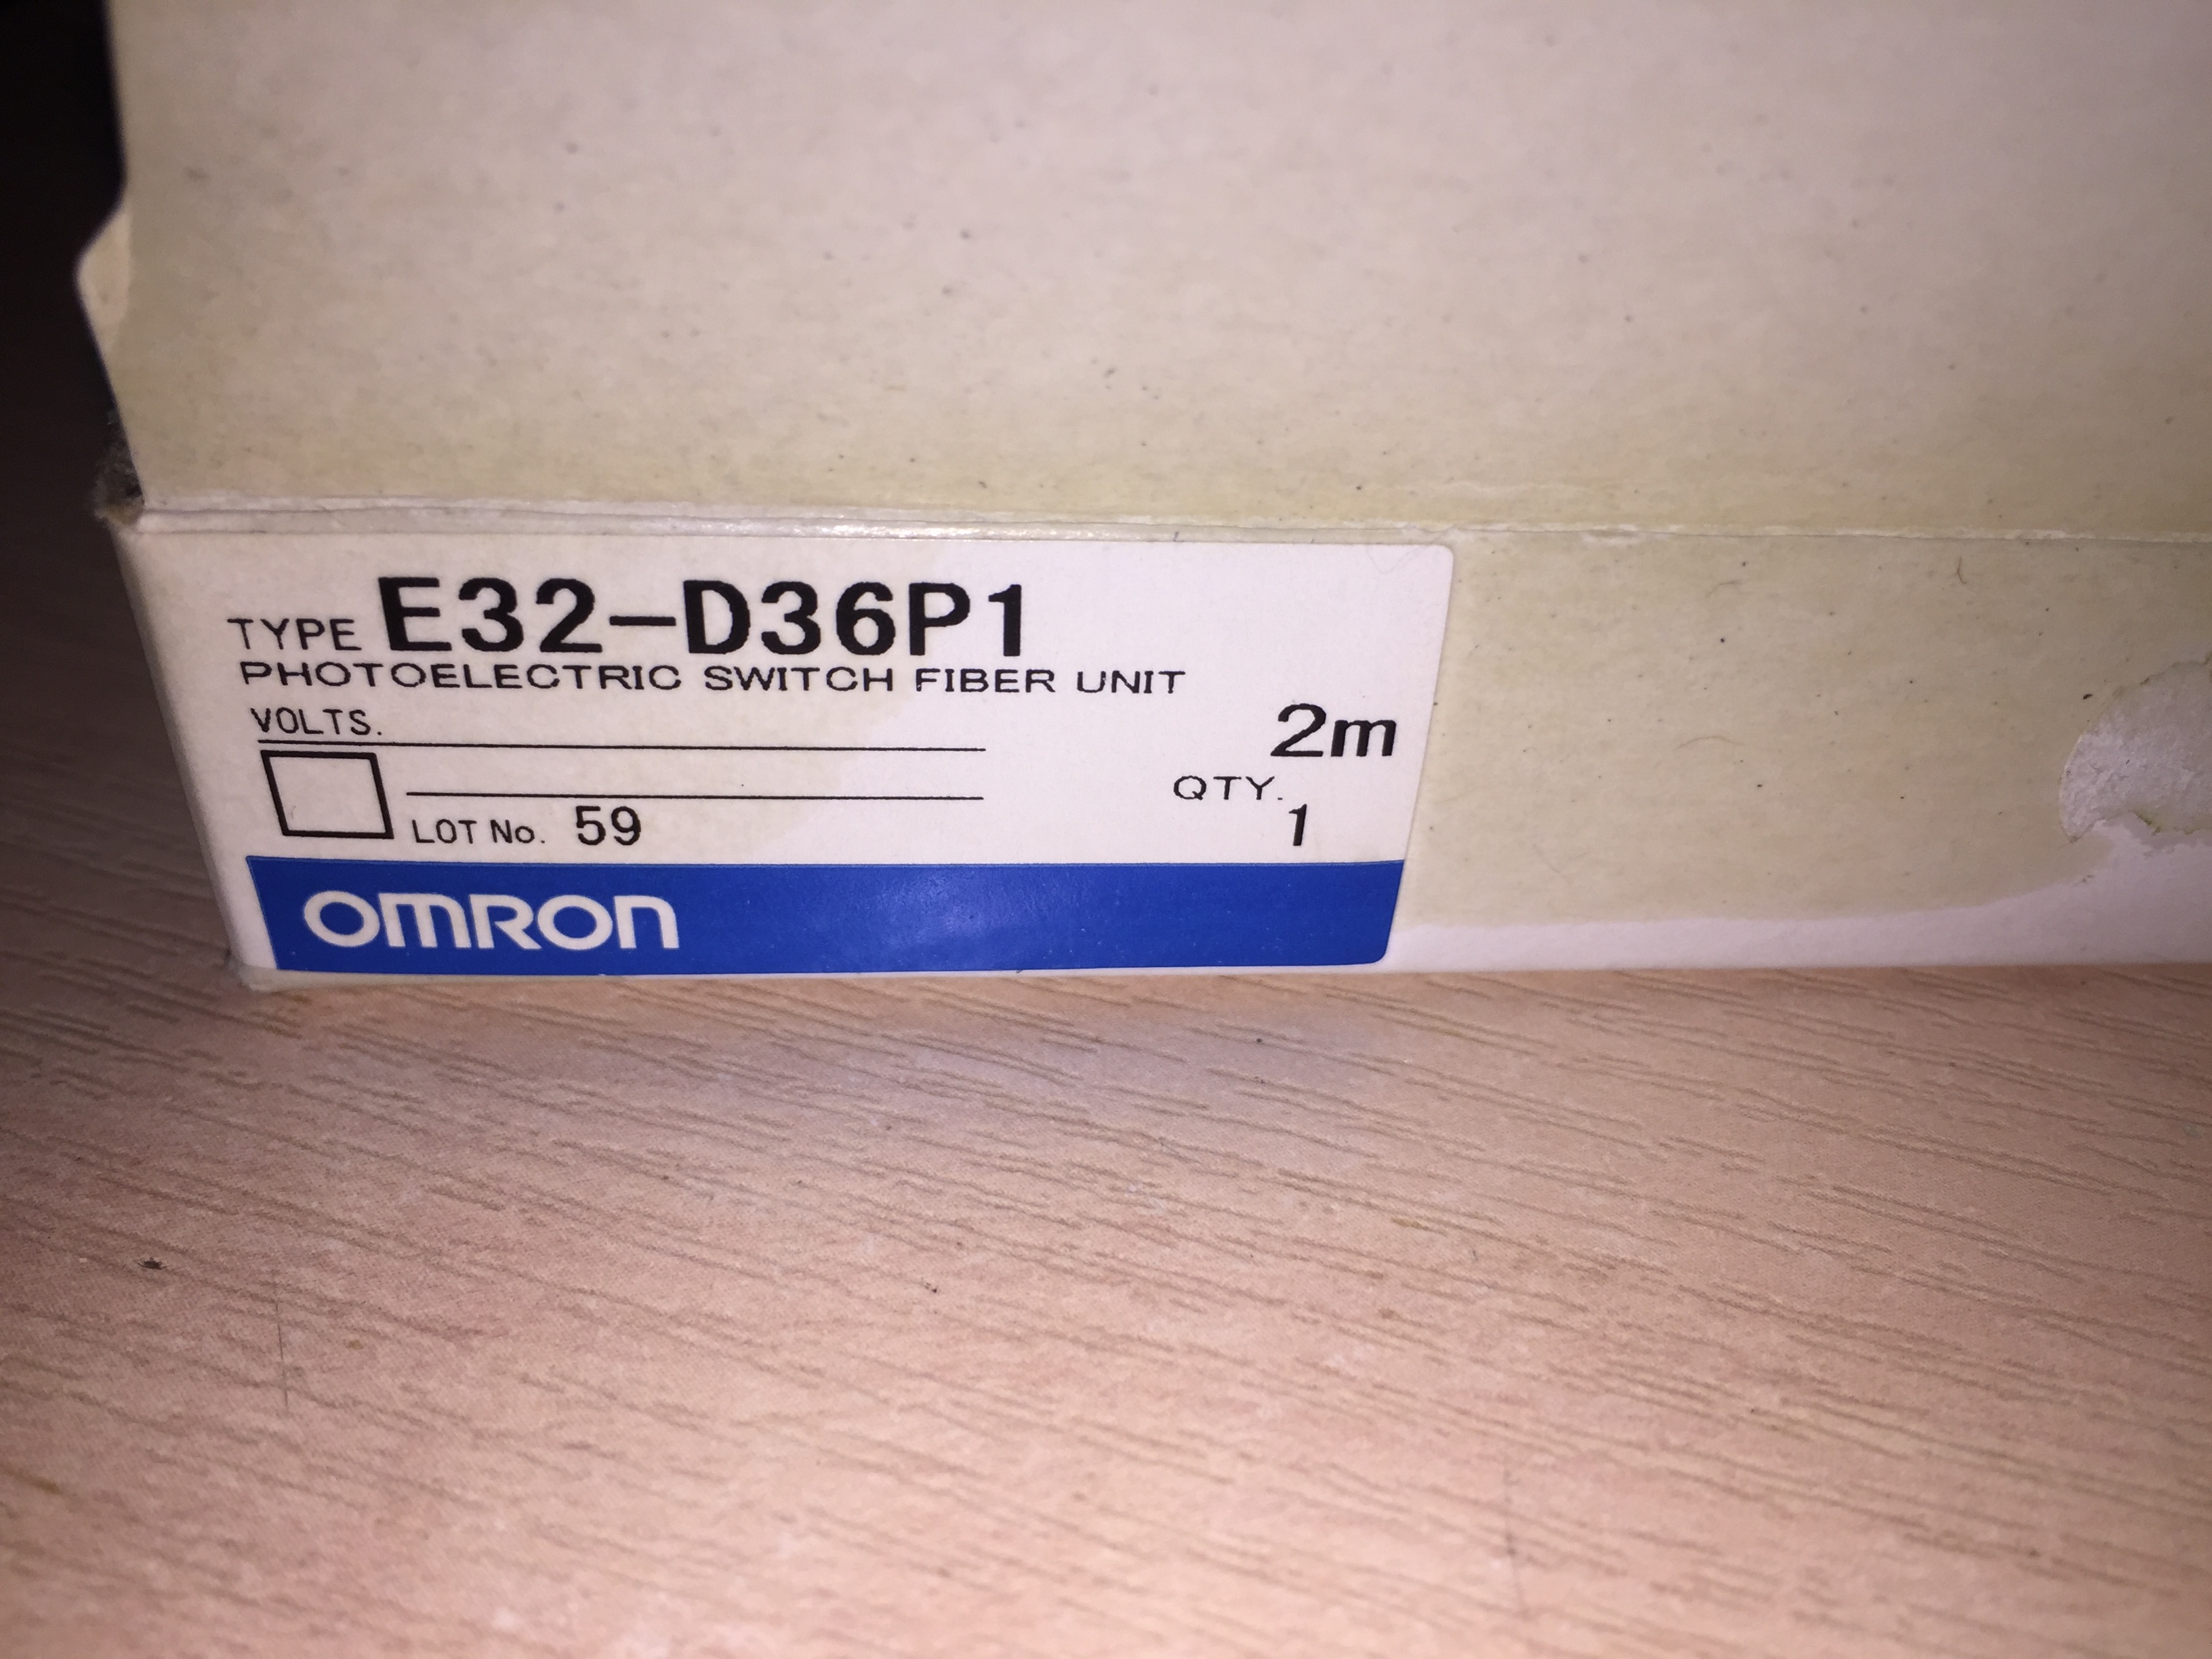 TYPE E32-D36P1
PHOTOELECTRIC SWITCH FIBER UNIT
VOLTS.
2m
QTY.
1
LOT No. 59
OMRON